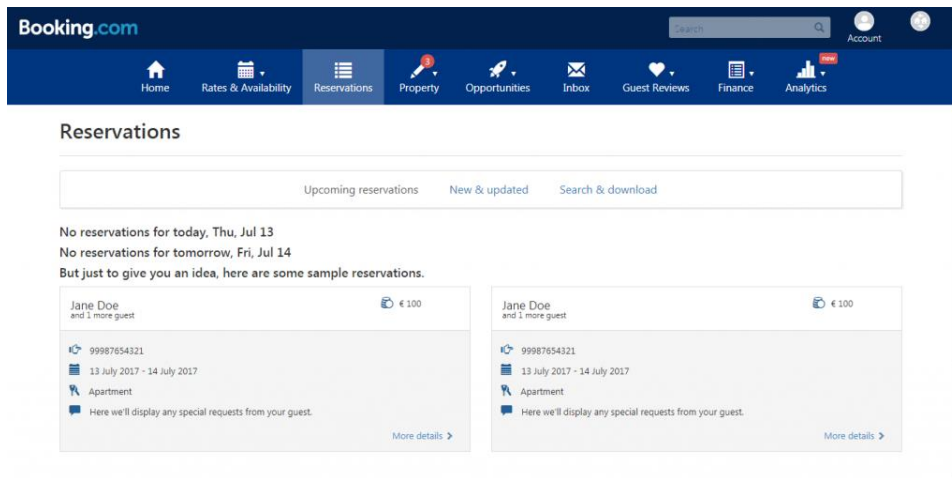 Booking.com
Search
Account
Home
Rates & Availability
Reservations
3
Property
Opportunities
Inbox
Guest Reviews
Finance
new
Analytics
Reservations
Upcoming reservations New & updated Search & download
No reservations for today, Thu, Jul 13
No reservations for tomorrow, Fri, Jul 14
But just to give you an idea, here are some sample reservations.
Jane Doe € 100
and 1 more guest
99987654321
13 July 2017 - 14 July 2017
Apartment
Here we'll display any special requests from your guest.
More details
Jane Doe € 100
and 1 more guest
99987654321
13 July 2017 - 14 July 2017
Apartment
Here we'll display any special requests from your guest.
More details